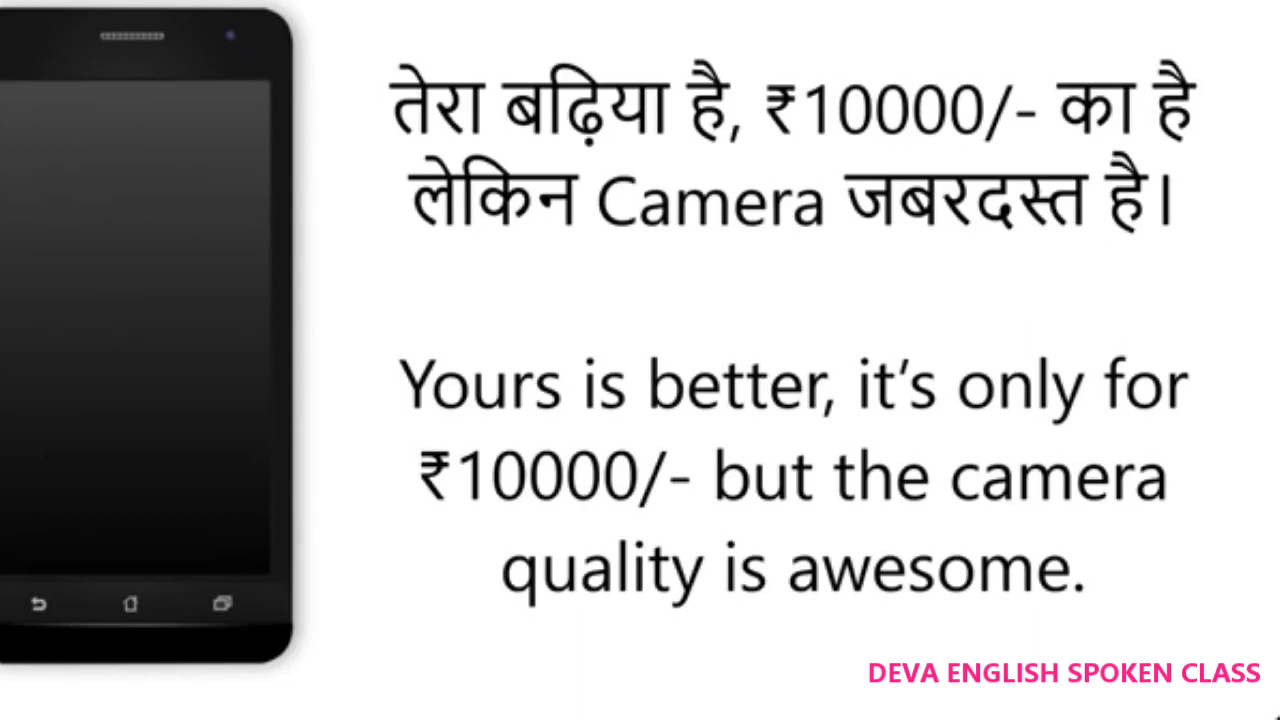 तेरा बढ़िया है, ₹10000/- का है
लेकिन Camera जबरदस्त है।
Yours is better, it’s only for
₹10000/- but the camera
quality is awesome.
DEVA ENGLISH SPOKEN CLASS